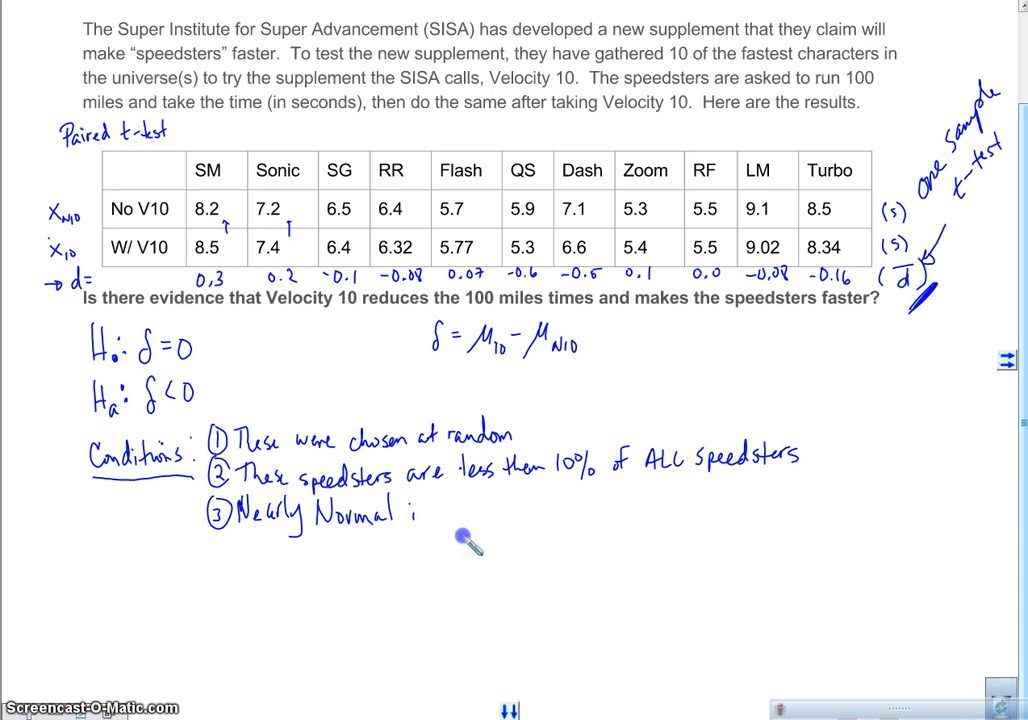 The Super Institute for Super Advancement (SISA) has developed a new supplement that they claim will
make “speedsters” faster. To test the new supplement, they have gathered 10 of the fastest characters in
the universe(s) to try the supplement the SISA calls, Velocity 10. The speedsters are asked to run 100
miles and take the time (in seconds), then do the same after taking Velocity 10. Here are the results.
Paired t-test
one sample
t-test
SM Sonic SG RR Flash QS Dash Zoom RF LM Turbo
X̄N10 No V10 8.2 7.2 6.5 6.4 5.7 5.9 7.1 5.3 5.5 9.1 8.5 (s)
↑ ↑
X̄10 W/ V10 8.5 7.4 6.4 6.32 5.77 5.3 6.6 5.4 5.5 9.02 8.34 (s)
→ d= 0.3 0.2 -0.1 -0.08 0.07 -0.6 -0.5 0.1 0.0 -0.08 -0.16 (d̄)
Is there evidence that Velocity 10 reduces the 100 miles times and makes the speedsters faster?
H₀: δ = 0 δ = μ10 - μN10
Ha: δ < 0
Conditions: ① These were chosen at random
② These speedsters are less then 10% of ALL speedsters
③ Nearly Normal :
Screencast-O-Matic.com